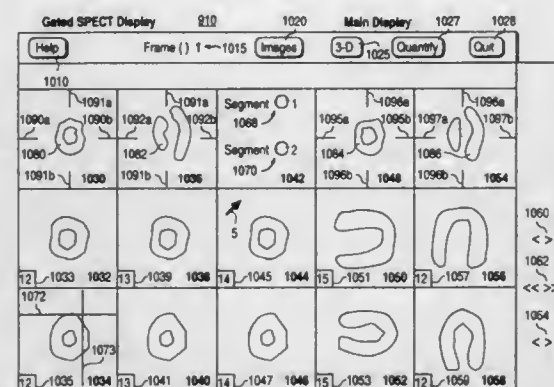 Gated SPECT Display 910 1020 Main Display 1027 1028
Help Frame ( ) 1 1015 Images 3-D 1025 Quantify Quit
1010
1091a 1091a Segment 1 1096a 1096a
1090a 1090b 1092a 1092b 1068 1095a 1095b 1097a 1097b
1080 1082 Segment 2 1084 1086
1070
1091b 1030 1091b 1036 1042 1096b 1048 1096b 1054
5
1060
< >
1062
<< >>
12 1033 1032 13 1039 1038 14 1045 1044 15 1051 1050 12 1057 1056
1072
1064
< >
1073
12 1035 1034 13 1041 1040 14 1047 1046 15 1053 1052 12 1059 1058